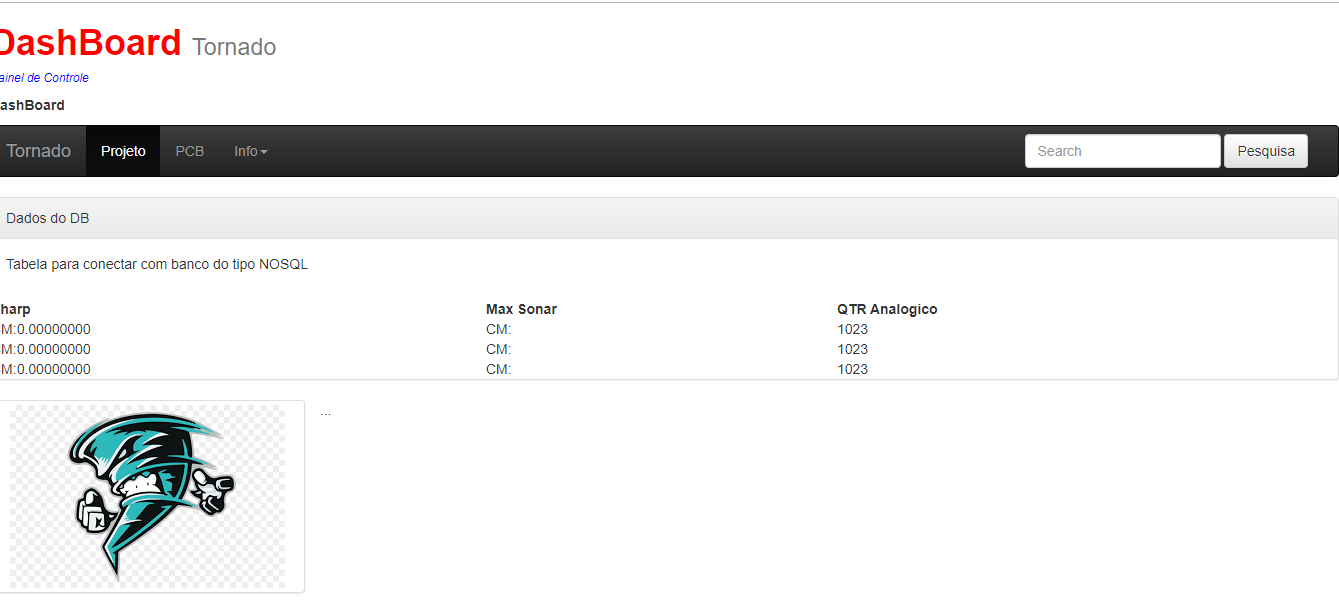 DashBoard Tornado
ainel de Controle
ashBoard
Tornado Projeto PCB Info Search Pesquisa
Dados do DB
Tabela para conectar com banco do tipo NOSQL
harp Max Sonar QTR Analogico
M:0.00000000 CM: 1023
M:0.00000000 CM: 1023
M:0.00000000 CM: 1023
...